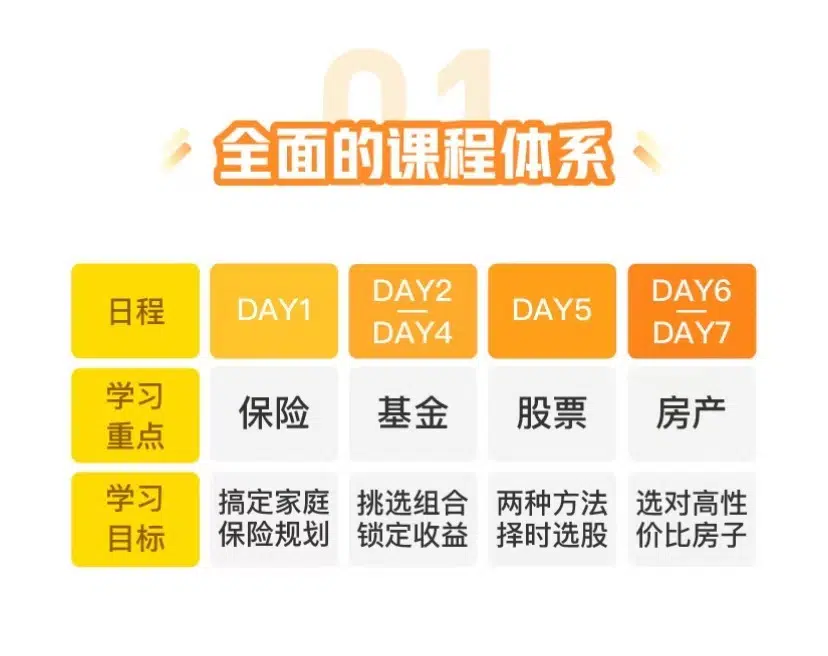 01
全面的课程体系
日程
DAY1
DAY2
—
DAY4
DAY5
DAY6
—
DAY7
学习
重点
保险
基金
股票
房产
学习
目标
搞定家庭
保险规划
挑选组合
锁定收益
两种方法
择时选股
选对高性
价比房子